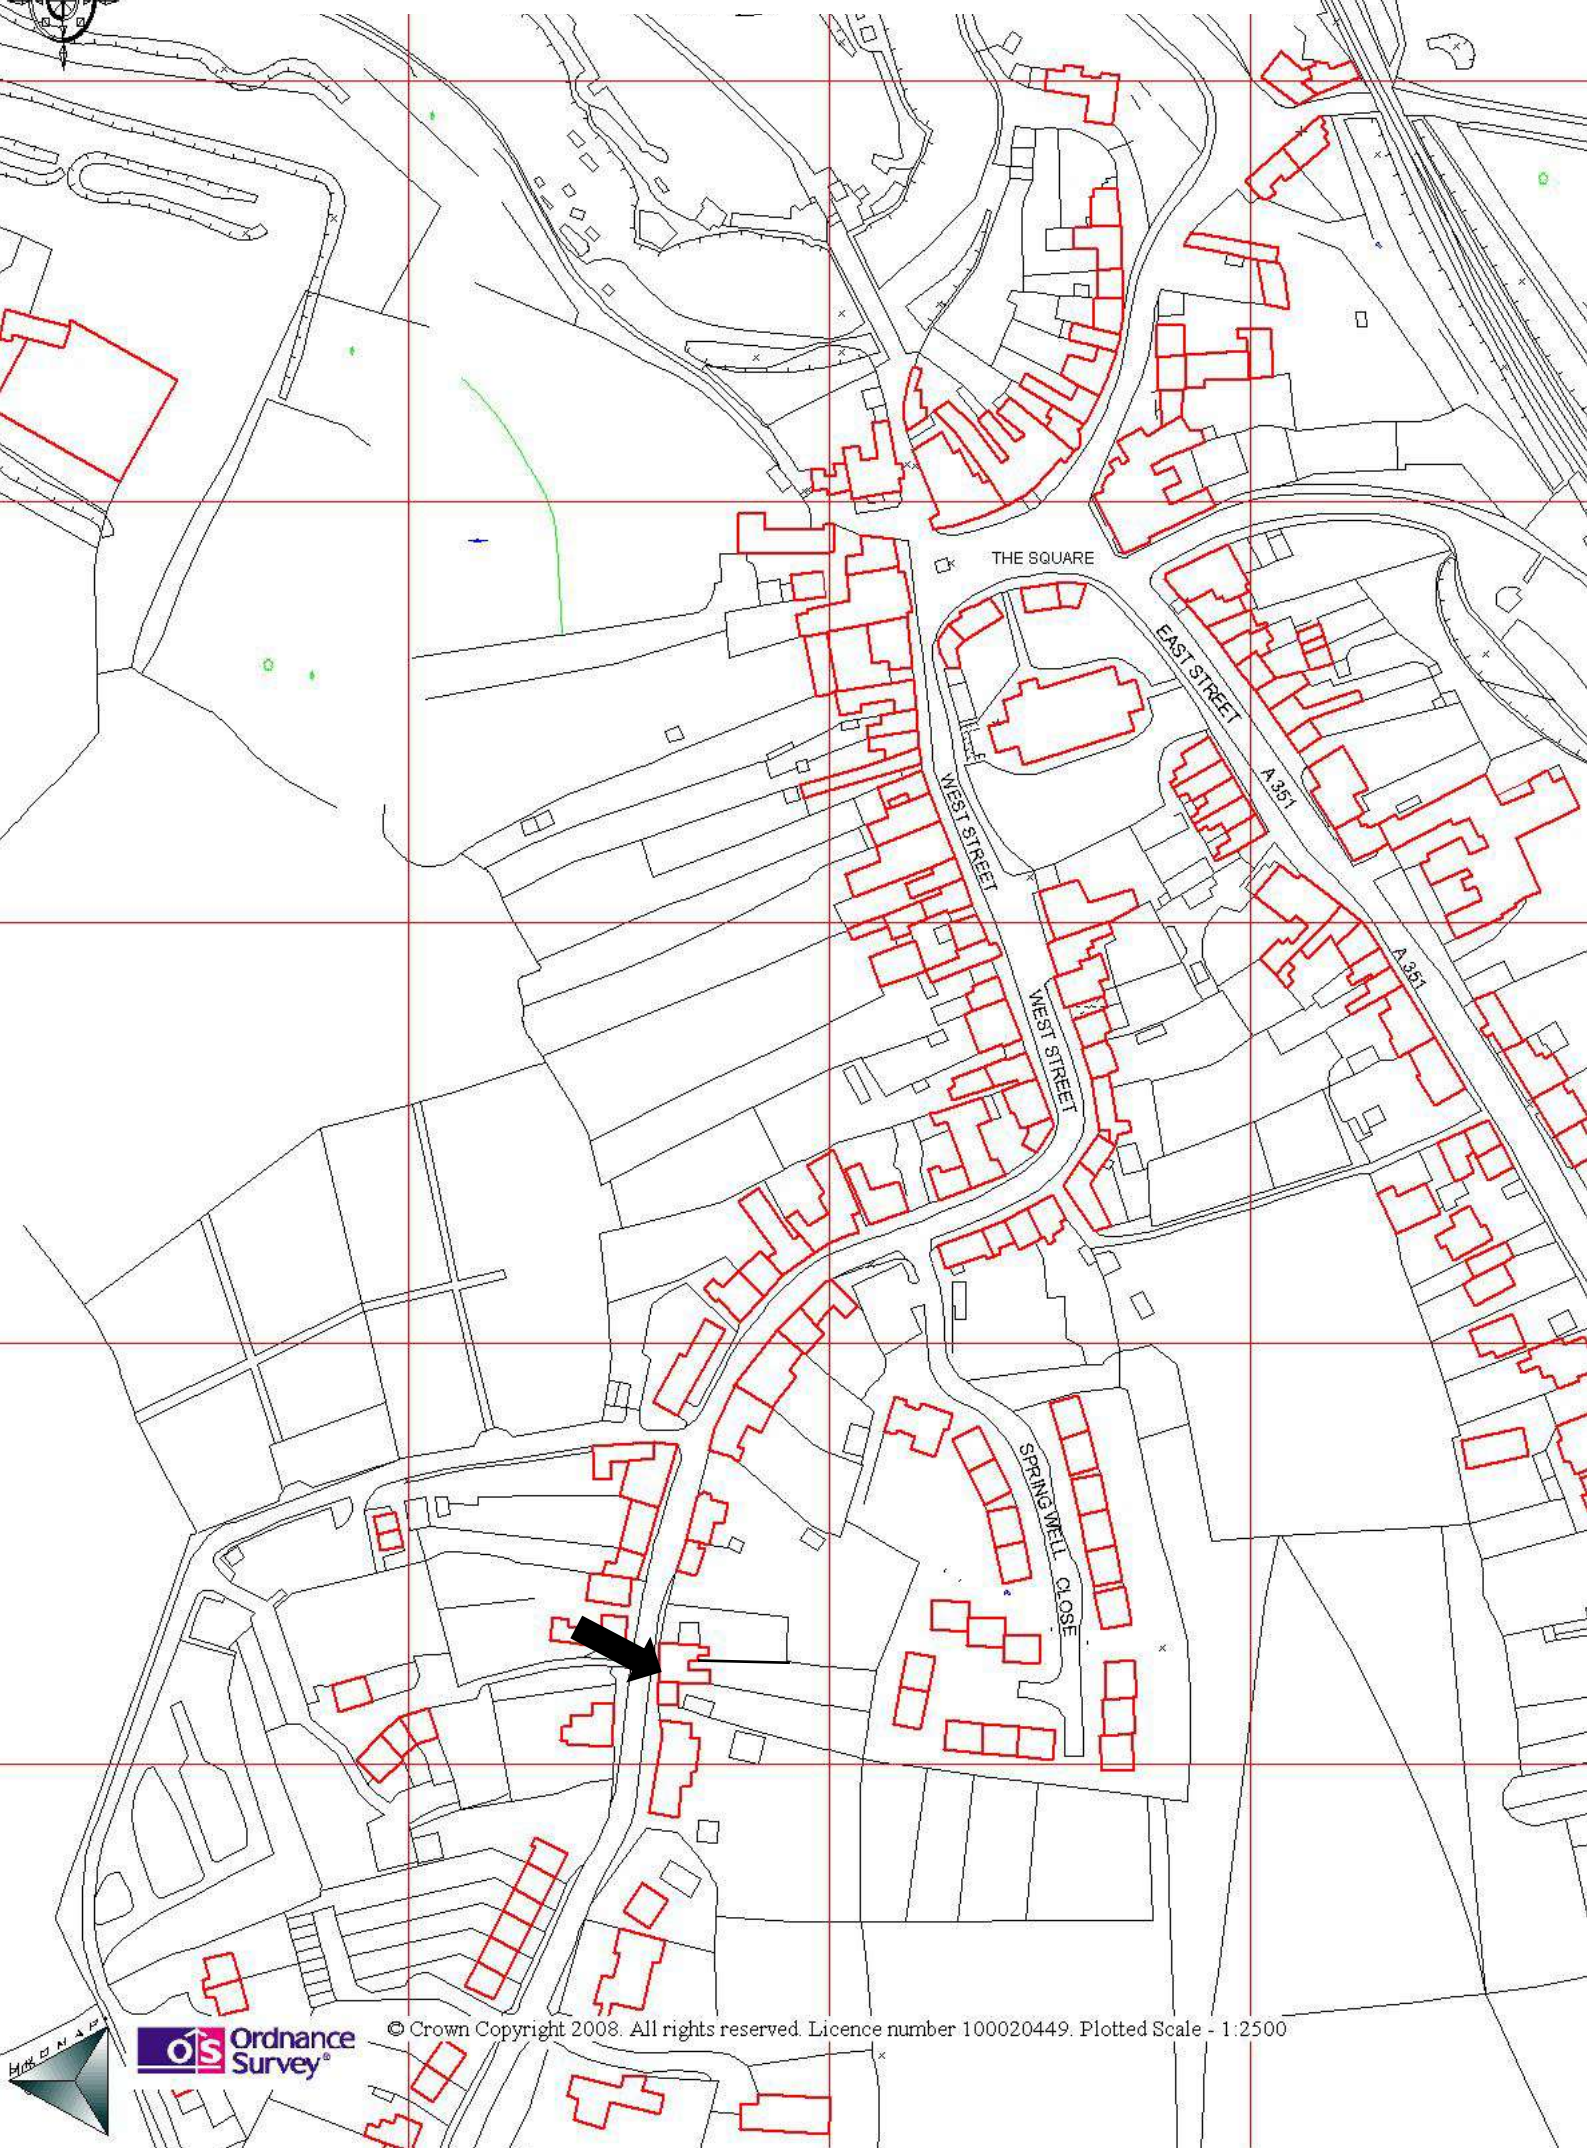 THE SQUARE
EAST STREET
A 351
WEST STREET
A 351
WEST STREET
SPRINGWELL CLOSE
© Crown Copyright 2008. All rights reserved. Licence number 100020449. Plotted Scale - 1:2500
OS Ordnance
Survey®